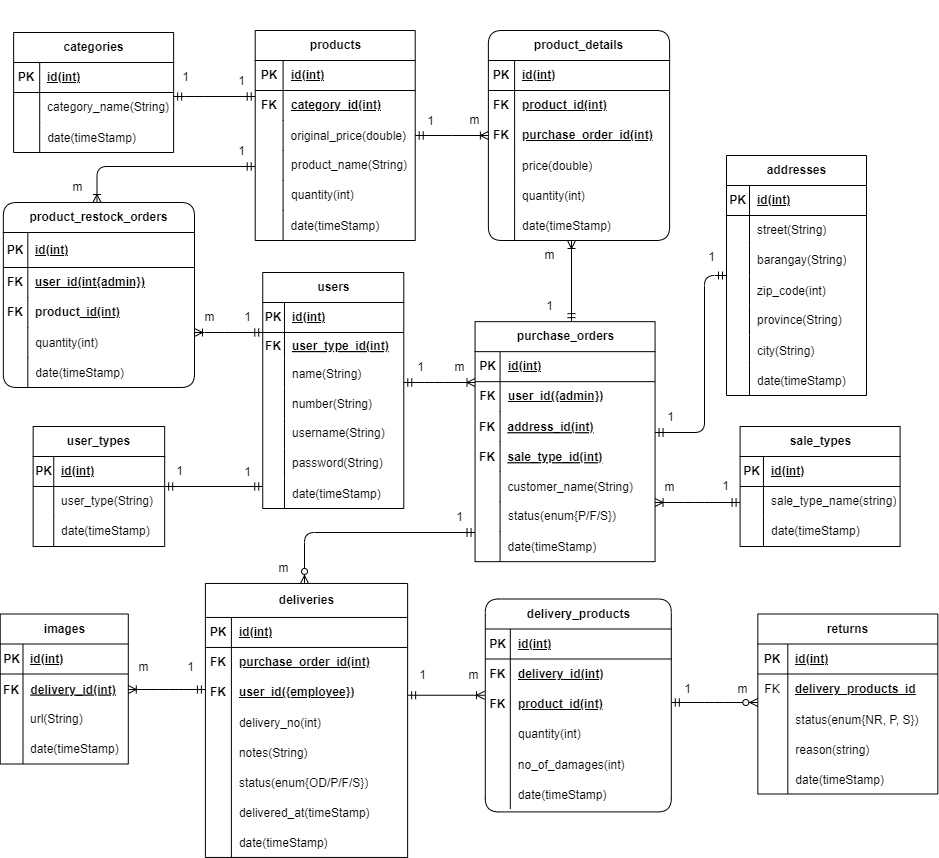 categories
PK id(int)
category_name(String)
date(timeStamp)
1
1
products
PK id(int)
FK category_id(int)
original_price(double)
product_name(String)
quantity(int)
date(timeStamp)
1
m
product_details
PK id(int)
FK product_id(int)
FK purchase_order_id(int)
price(double)
quantity(int)
date(timeStamp)
1
m
product_restock_orders
PK id(int)
FK user_id(int{admin})
FK product_id(int)
quantity(int)
date(timeStamp)
m
1
users
PK id(int)
FK user_type_id(int)
name(String)
number(String)
username(String)
password(String)
date(timeStamp)
1
m
m
1
purchase_orders
PK id(int)
FK user_id({admin})
FK address_id(int)
FK sale_type_id(int)
customer_name(String)
status(enum{P/F/S})
date(timeStamp)
1
1
addresses
PK id(int)
street(String)
barangay(String)
zip_code(int)
province(String)
city(String)
date(timeStamp)
user_types
PK id(int)
user_type(String)
date(timeStamp)
1
1
m
1
sale_types
PK id(int)
sale_type_name(string)
date(timeStamp)
1
m
images
PK id(int)
FK delivery_id(int)
url(String)
date(timeStamp)
m
1
deliveries
PK id(int)
FK purchase_order_id(int)
FK user_id({employee})
delivery_no(int)
notes(String)
status(enum{OD/P/F/S})
delivered_at(timeStamp)
date(timeStamp)
1
m
delivery_products
PK id(int)
FK delivery_id(int)
FK product_id(int)
quantity(int)
no_of_damages(int)
date(timeStamp)
1
m
returns
PK id(int)
FK delivery_products_id
status(enum{NR, P, S})
reason(string)
date(timeStamp)